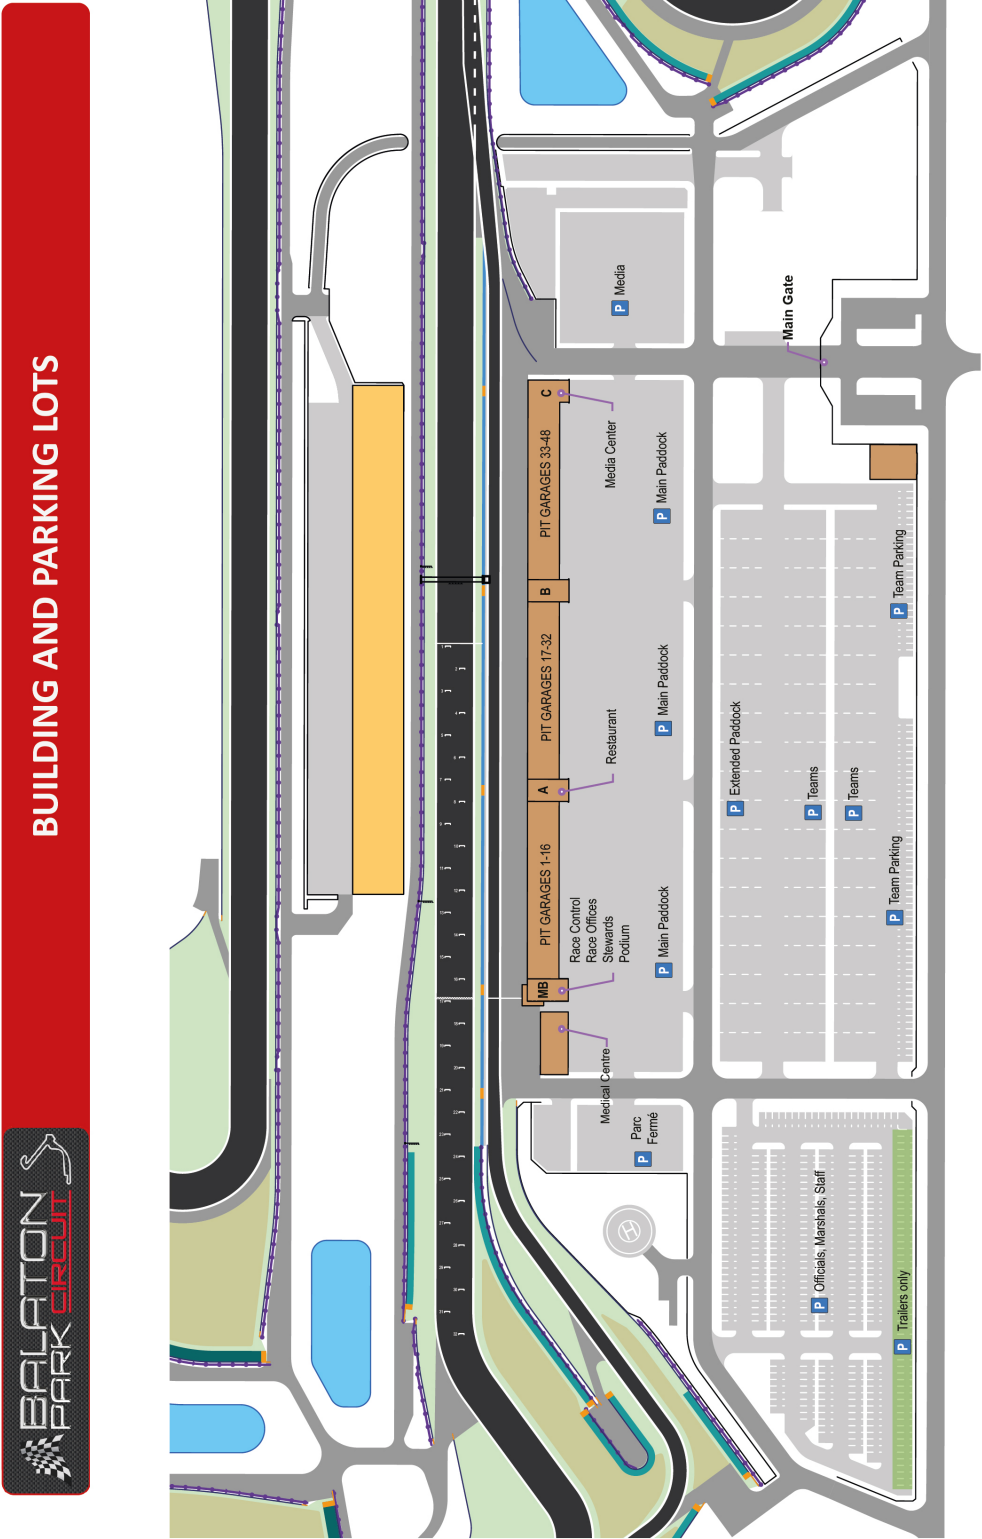 BUILDING AND PARKING LOTS
BALATON
PARK CIRCUIT
Media
Main Gate
C
Media Center
PIT GARAGES 33-48
Main Paddock
B
PIT GARAGES 17-32
Main Paddock
Restaurant
A
PIT GARAGES 1-16
Main Paddock
MB
Race Control
Race Offices
Stewards
Podium
Medical Centre
Parc
Fermé
H
Extended Paddock
Teams
Teams
Team Parking
Team Parking
Officials, Marshals, Staff
Trailers only
P
P
P
P
P
P
P
P
P
P
P
P
P